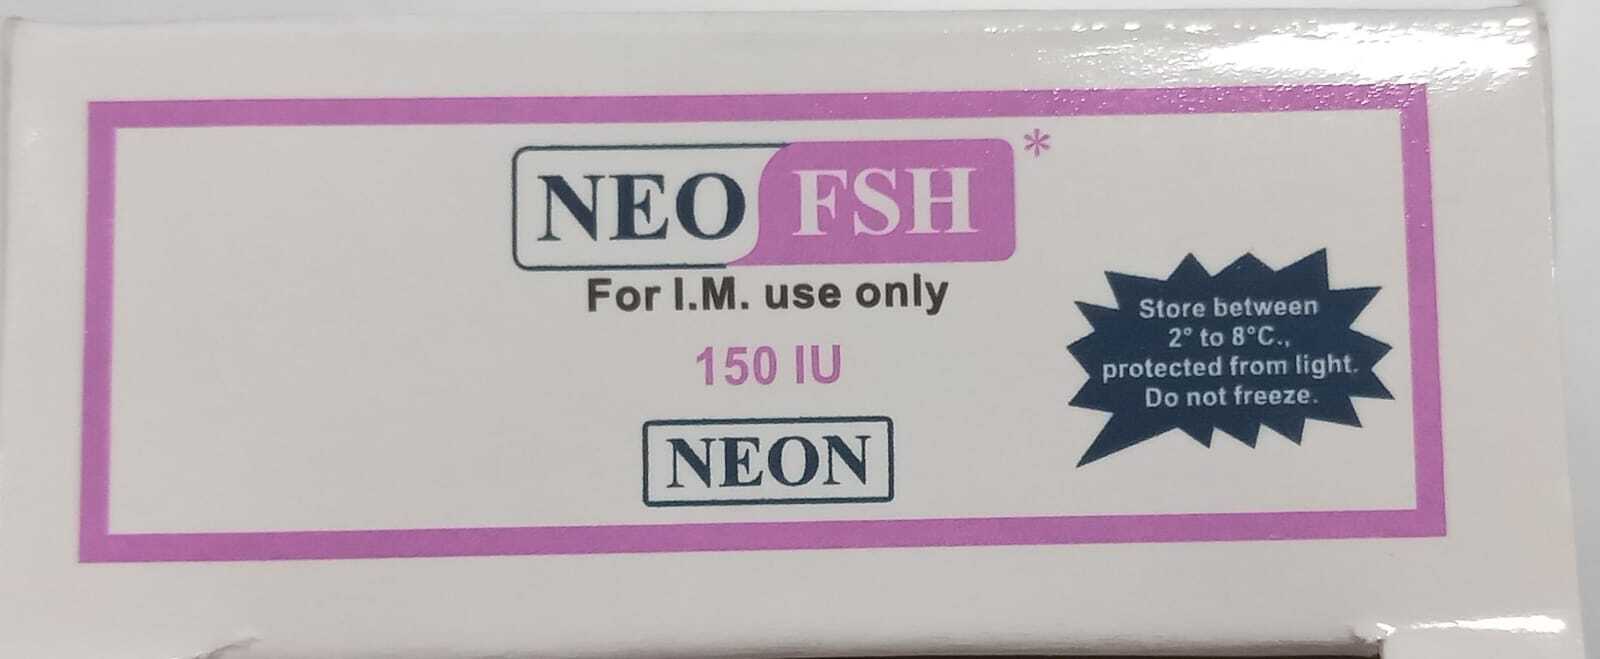 NEO FSH*
For I.M. use only
150 IU
NEON
Store between
2° to 8°C.,
protected from light.
Do not freeze.